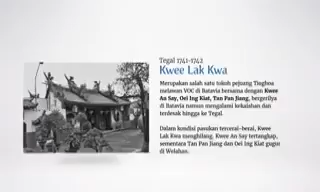 Tegal 1741-1742
Kwee Lak Kwa
Merupakan salah satu tokoh pejuang Tioghoa
melawan VOC di Batavia bersama dengan Kwee
An Say, Oei Ing Kiat, Tan Pan Jiang, bergerilya
di Batavia namun mengalami kekalahan dan
terdesak hingga ke Tegal.
Dalam kondisi pasukan tercerai-berai, Kwee
Lak Kwa menghilang. Kwee An Say tertangkap,
sementara Tan Pan Jiang dan Oei Ing Kiat gugur
di Welahan.